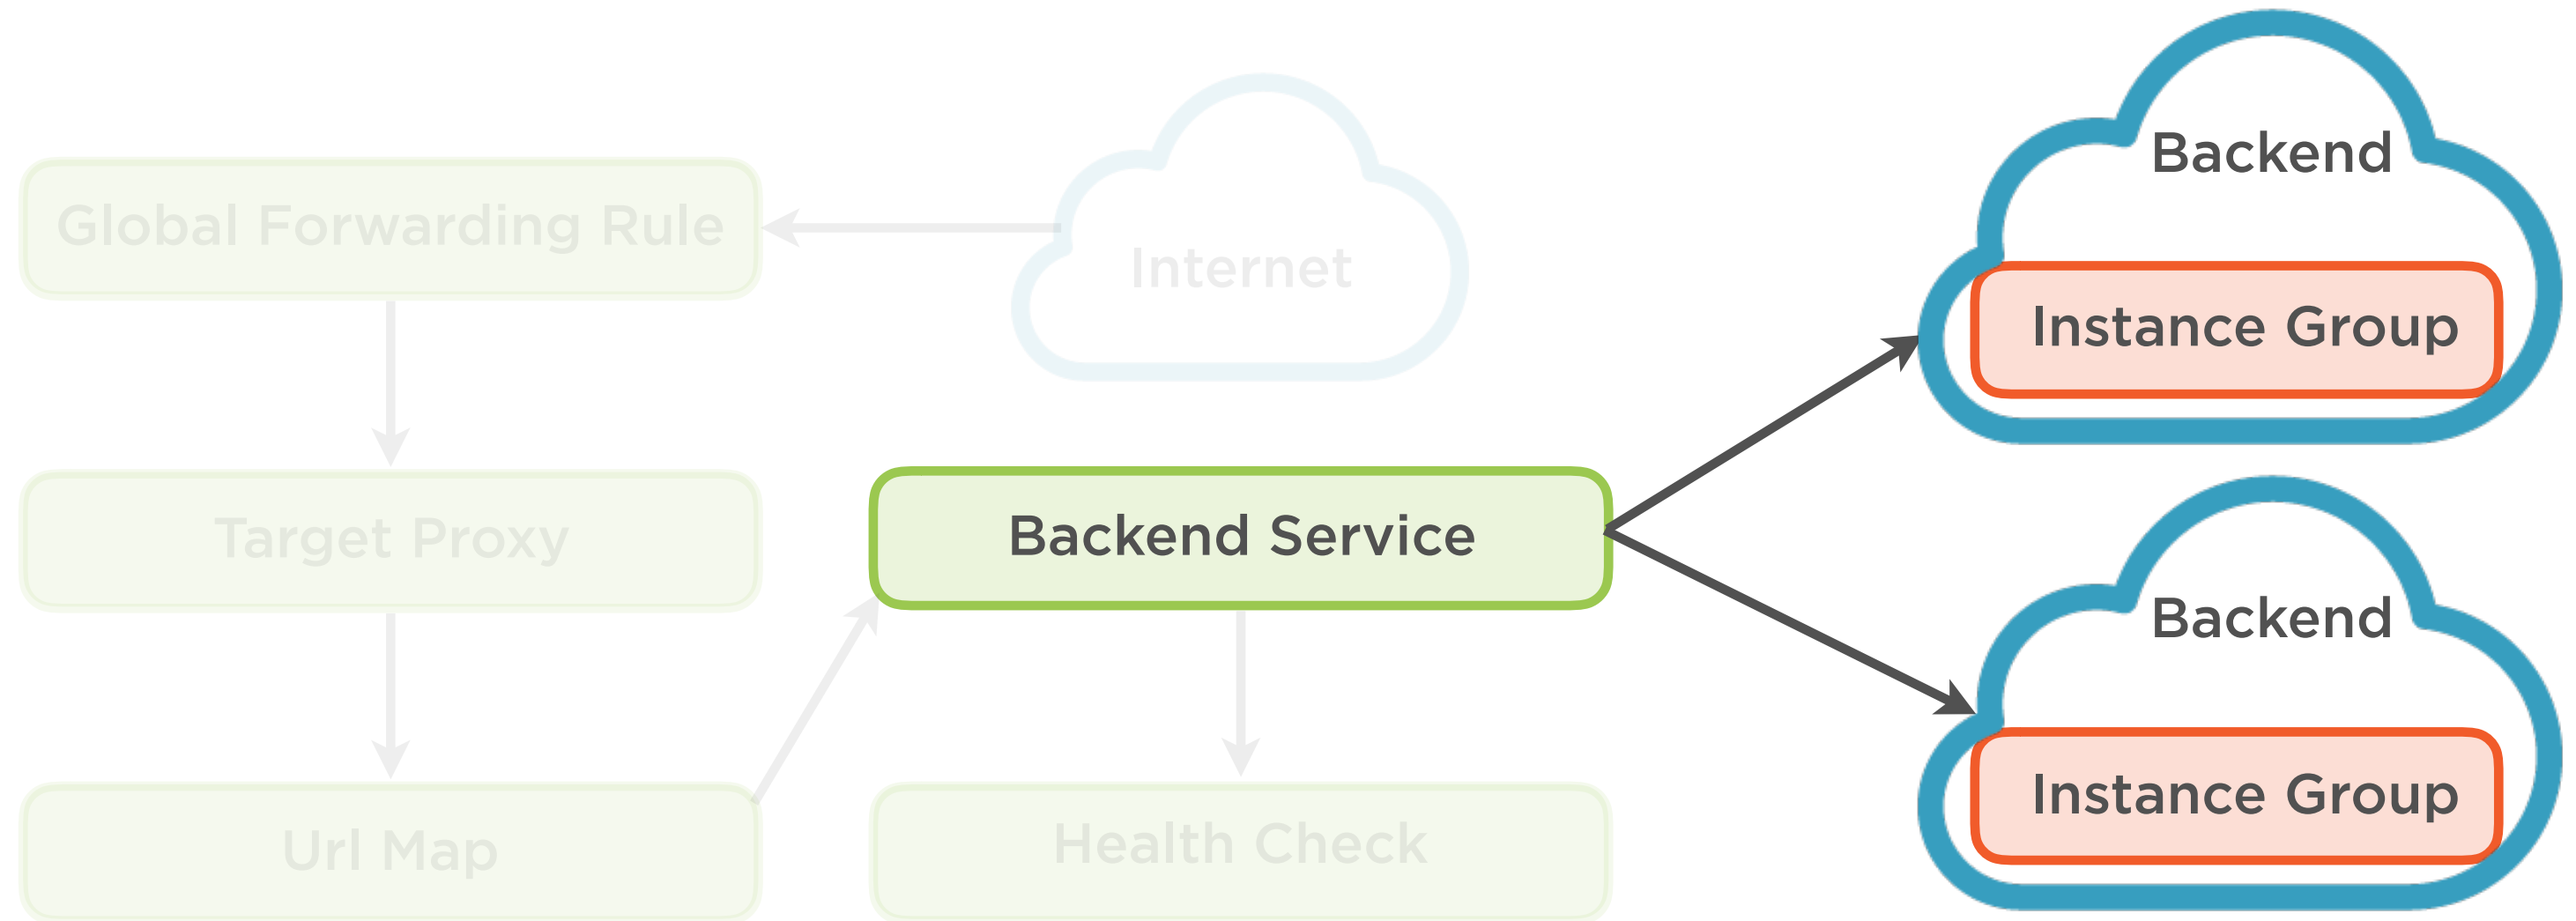 Global Forwarding Rule
Internet
Target Proxy
Url Map
Backend Service
Health Check
Backend
Instance Group
Backend
Instance Group